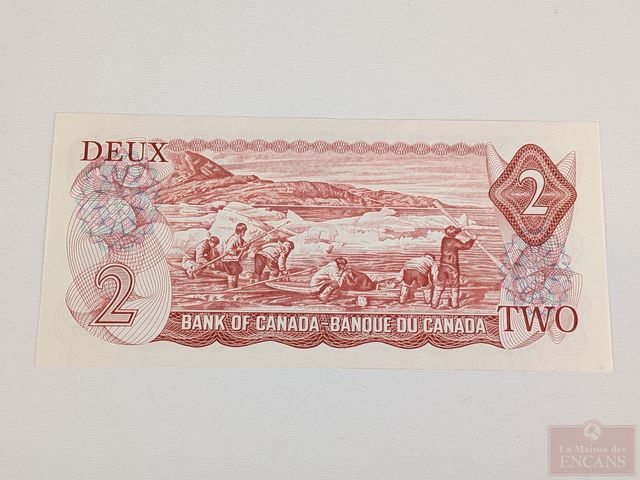 DEUX
2
2
BANK OF CANADA-BANQUE DU CANADA
TWO
La Maison des
ENCANS